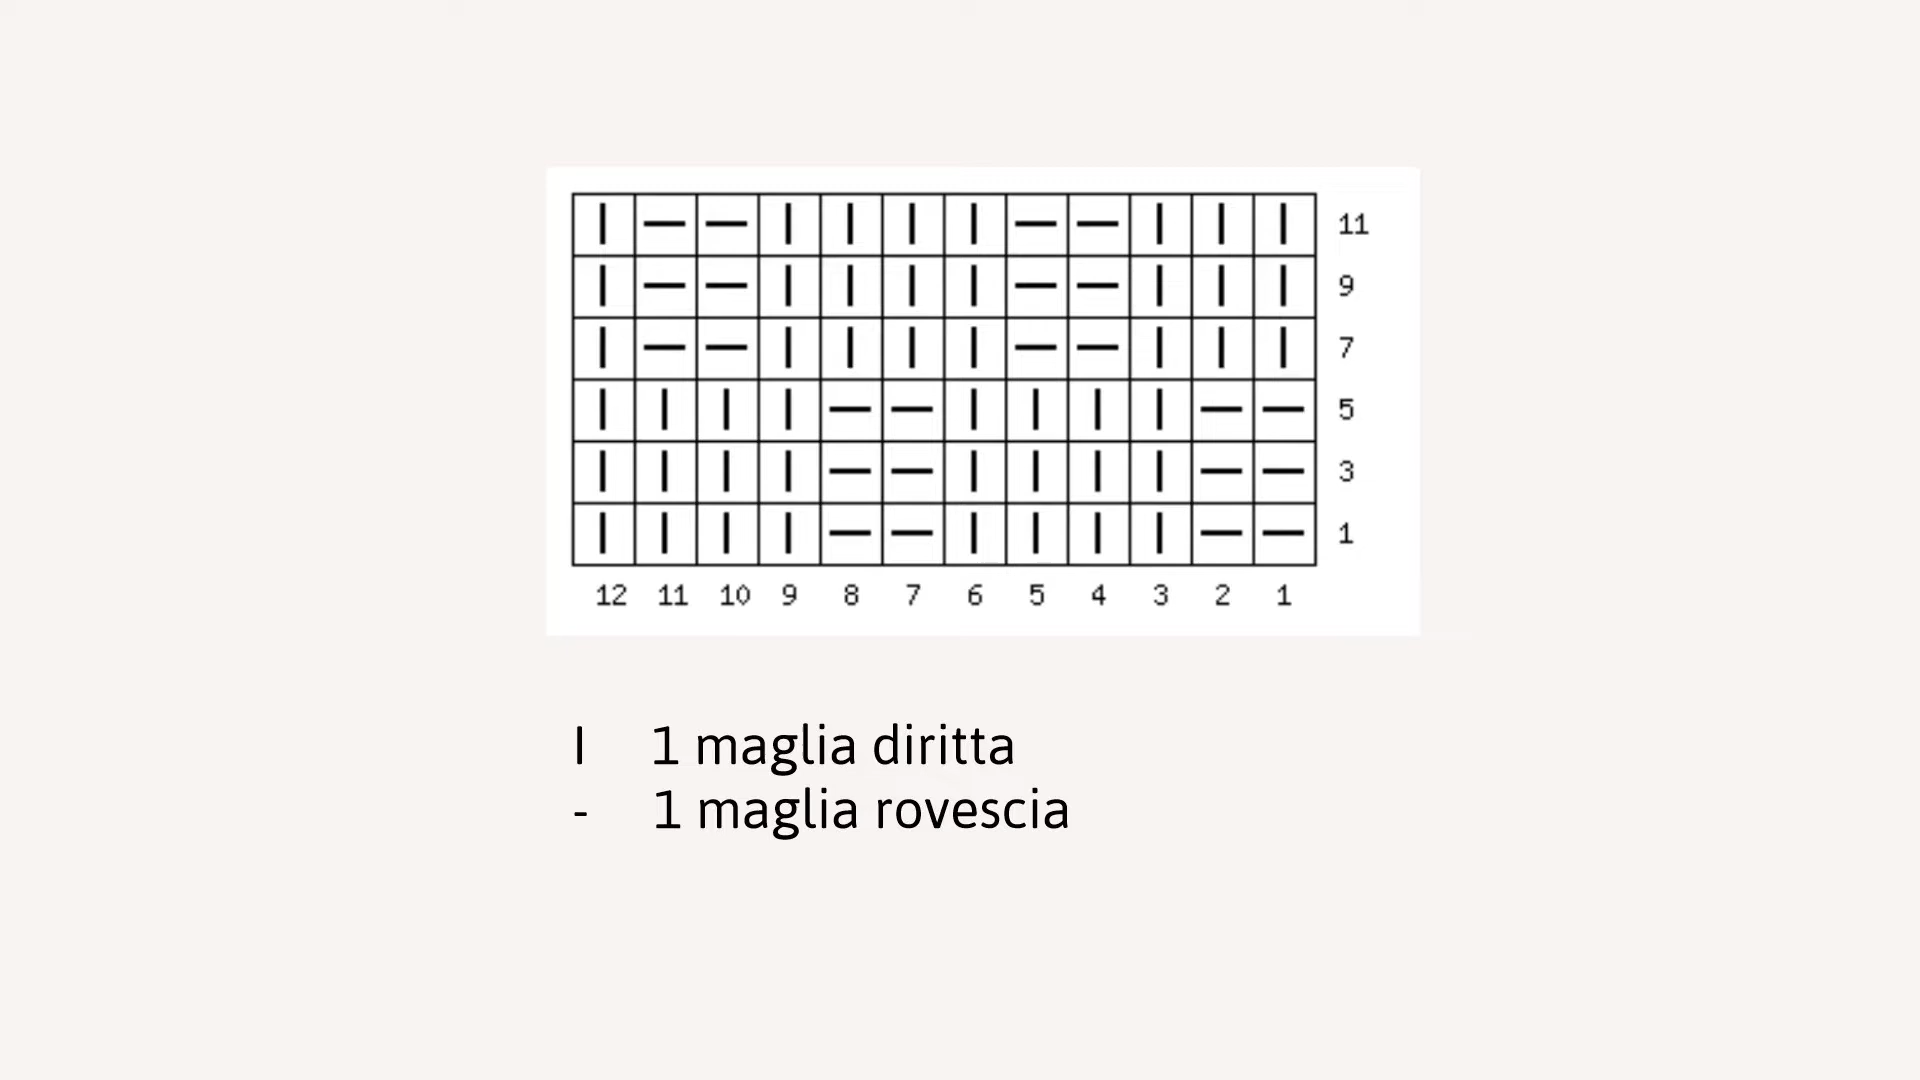 | — — | | | | — — | | | 11
| — — | | | | — — | | | 9
| — — | | | | — — | | | 7
| | | | — — | | | | — — 5
| | | | — — | | | | — — 3
| | | | — — | | | | — — 1
12 11 10 9 8 7 6 5 4 3 2 1
I 1 maglia diritta
- 1 maglia rovescia